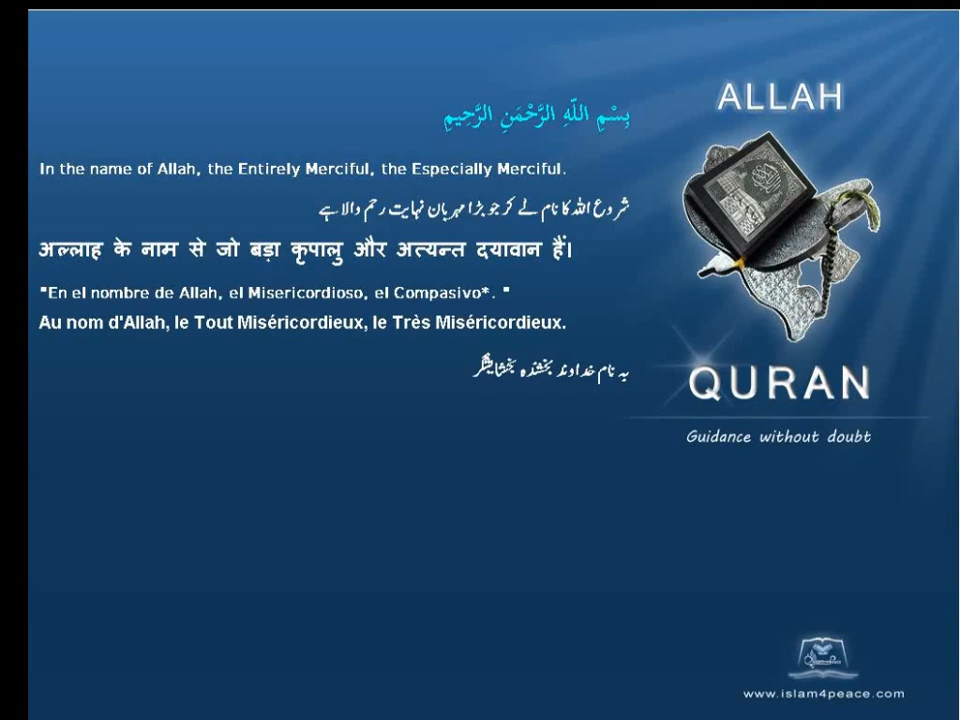 بِسْمِ اللَّهِ الرَّحْمَنِ الرَّحِيمِ
In the name of Allah, the Entirely Merciful, the Especially Merciful.
شروع اللہ کا نام لے کر جو بڑا مہربان نہایت رحم والا ہے
अल्लाह के नाम से जो बड़ा कृपालु और अत्यन्त दयावान हैं।
"En el nombre de Allah, el Misericordioso, el Compasivo*. "
Au nom d'Allah, le Tout Miséricordieux, le Très Miséricordieux.
به نام خداوند بخشنده بخشایشگر
ALLAH
QURAN
Guidance without doubt
www.islam4peace.com